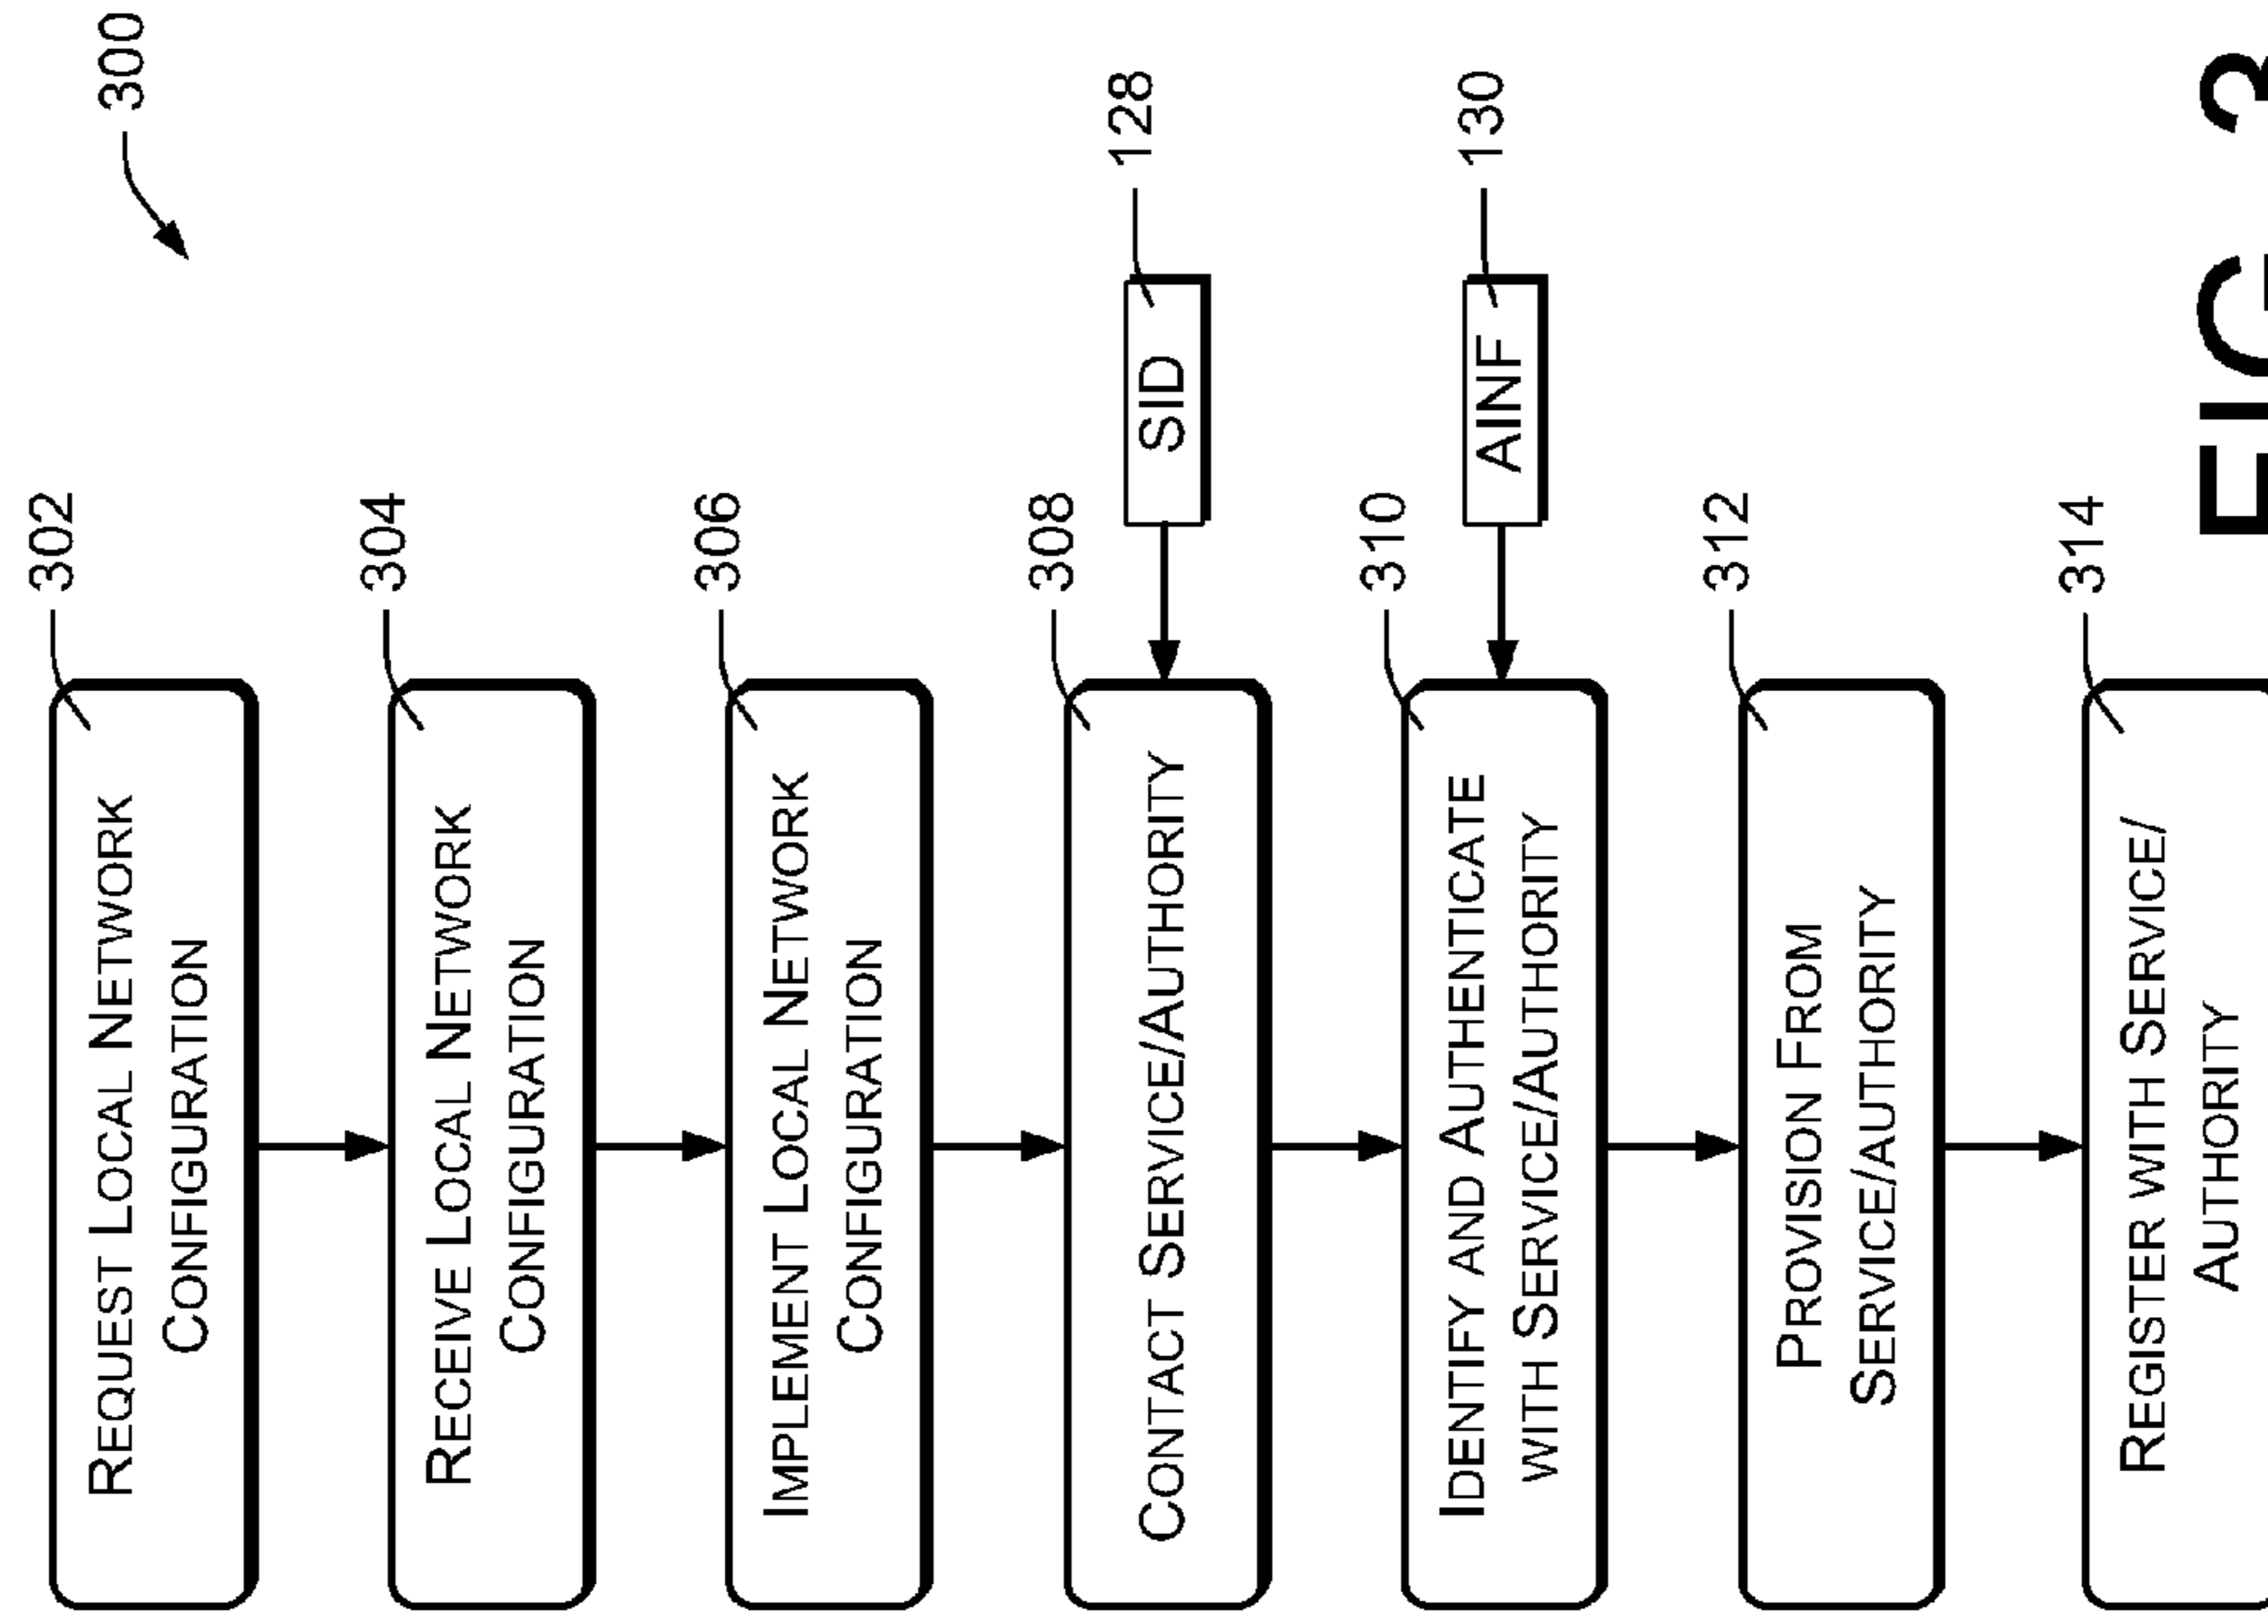 300
302
REQUEST LOCAL NETWORK
CONFIGURATION
304
RECEIVE LOCAL NETWORK
CONFIGURATION
306
IMPLEMENT LOCAL NETWORK
CONFIGURATION
308
CONTACT SERVICE/AUTHORITY
SID
128
310
IDENTIFY AND AUTHENTICATE
WITH SERVICE/AUTHORITY
AINF
130
312
PROVISION FROM
SERVICE/AUTHORITY
314
REGISTER WITH SERVICE/
AUTHORITY
FIG. 3